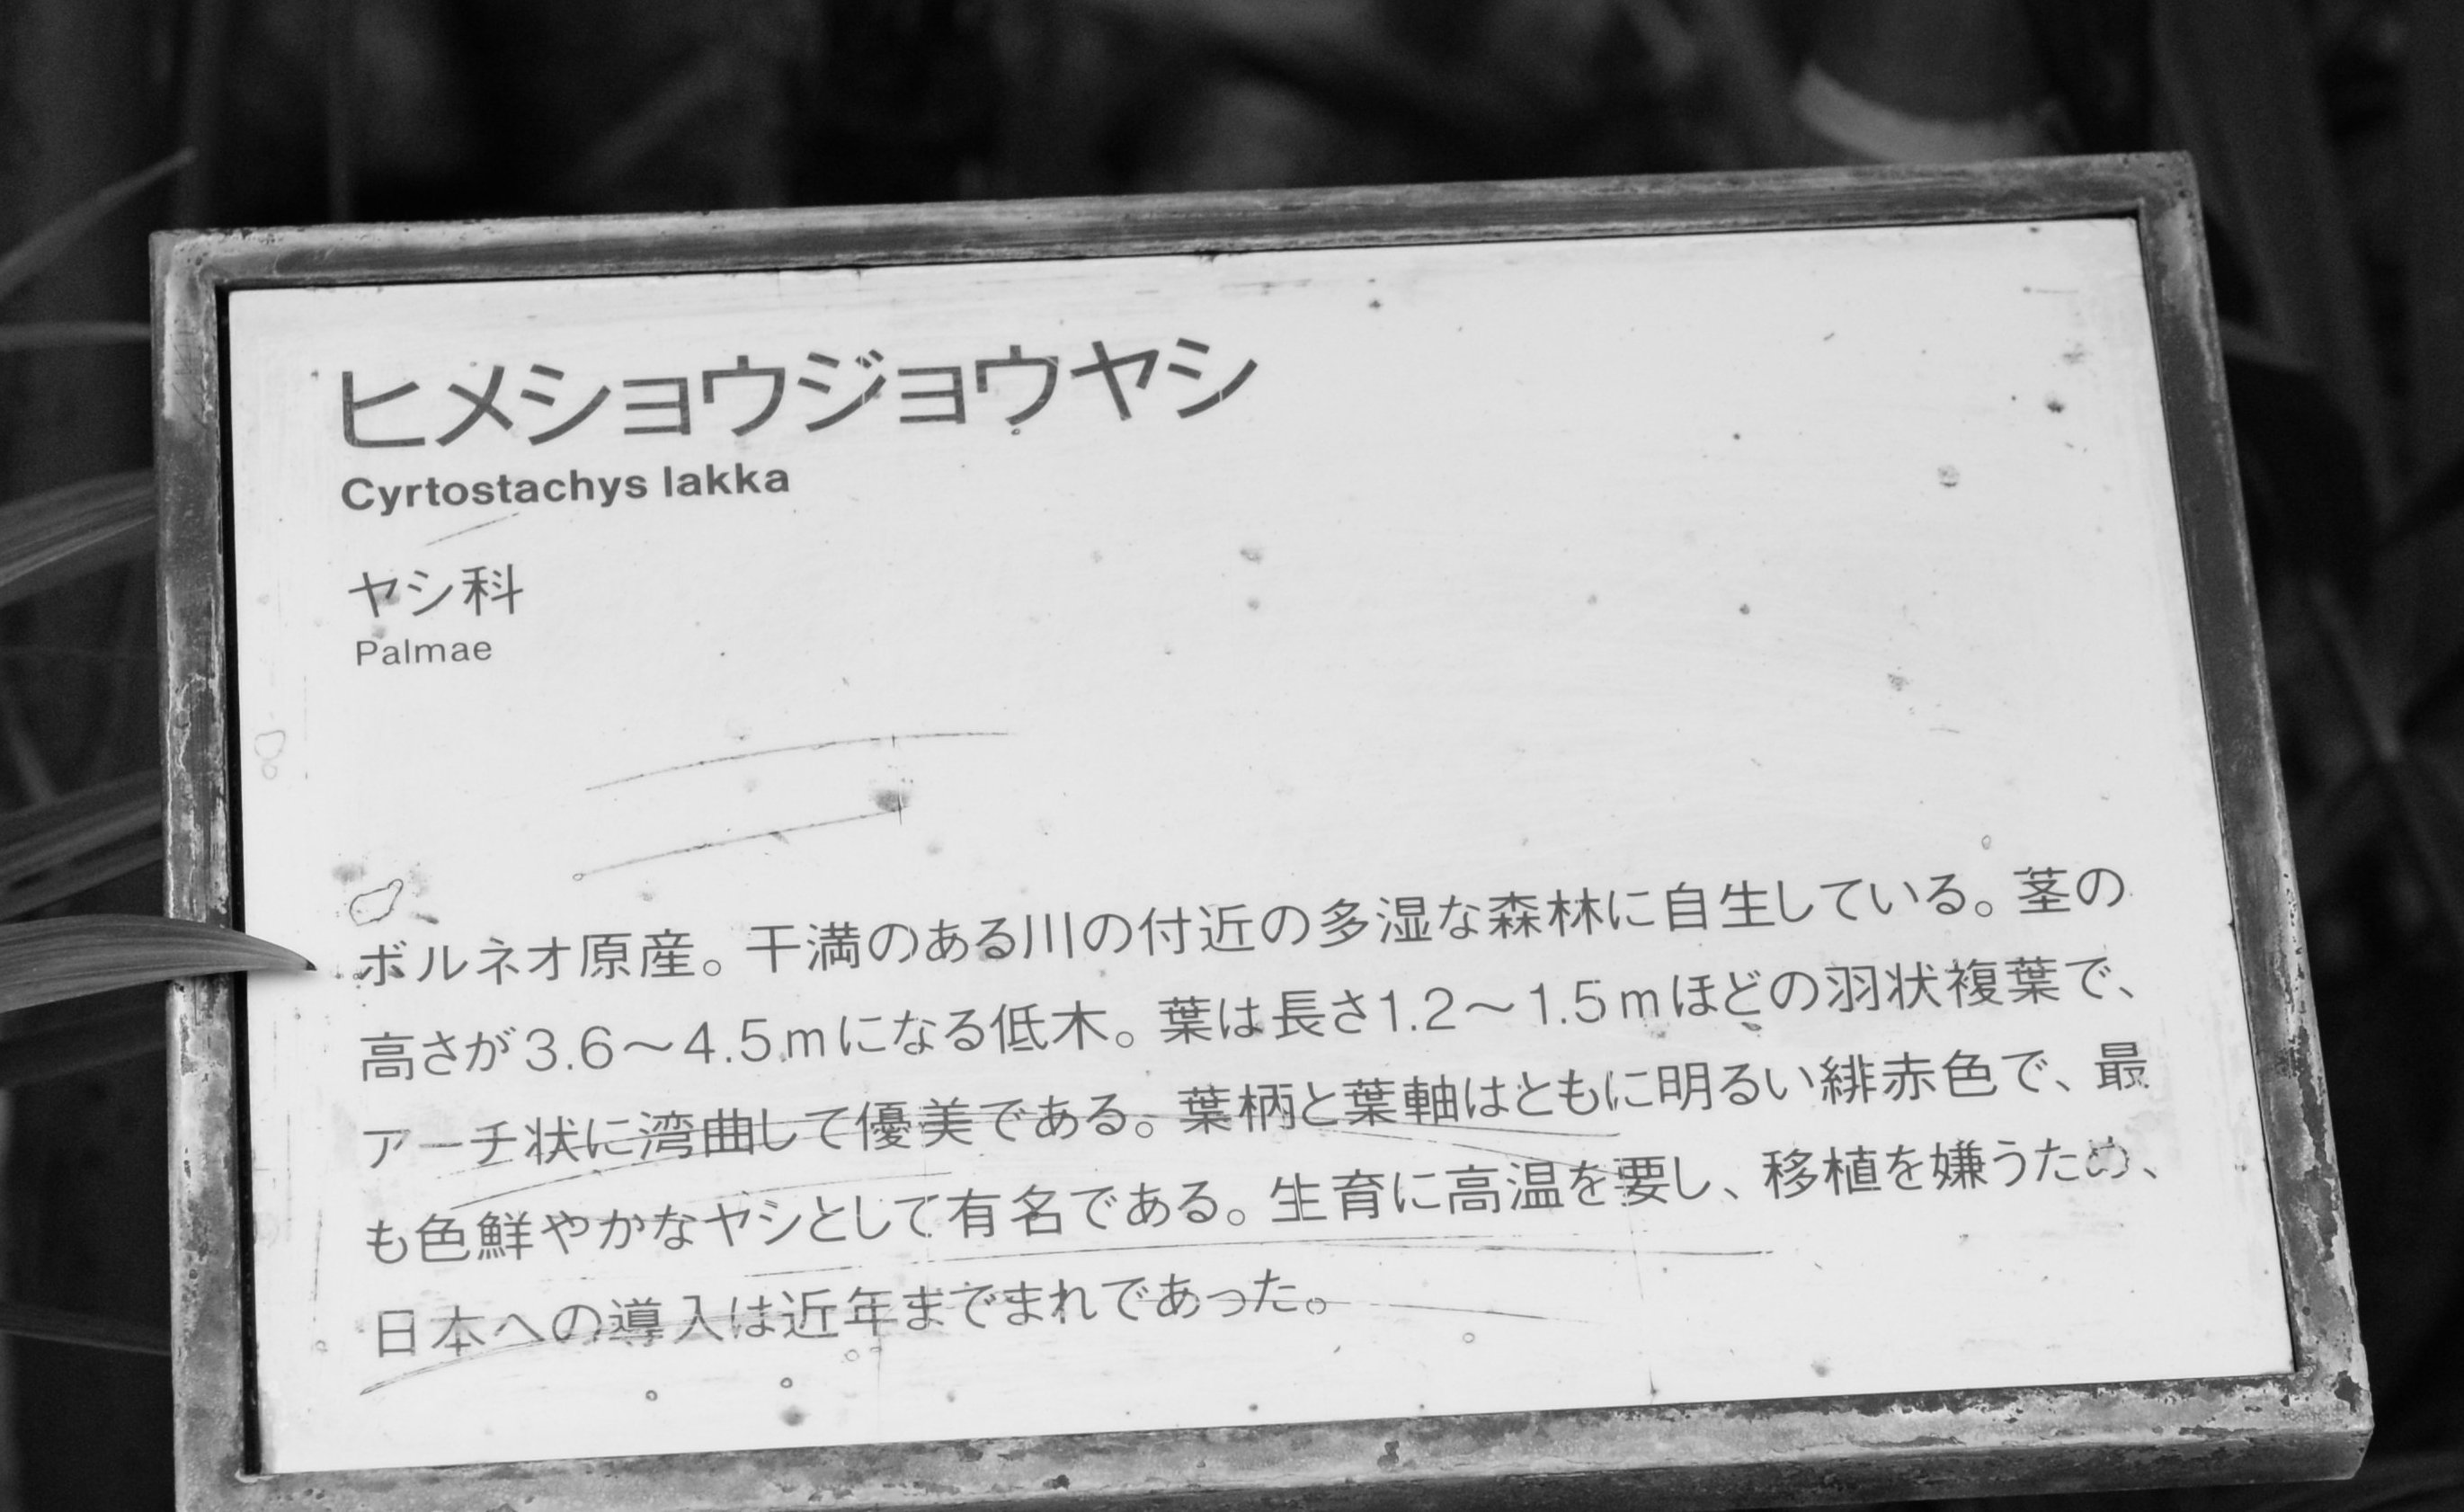 ヒメショウジョウヤシ
Cyrtostachys lakka
ヤシ科
Palmae
ボルネオ原産。干満のある川の付近の多湿な森林に自生している。茎の
高さが3.6～4.5mになる低木。葉は長さ1.2～1.5mほどの羽状複葉で、
アーチ状に湾曲して優美である。葉柄と葉軸はともに明るい緋赤色で、最
も色鮮やかなヤシとして有名である。生育に高温を要し、移植を嫌うため、
日本への導入は近年までまれであった。